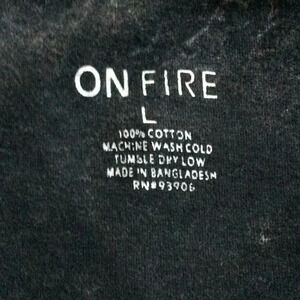 ON FIRE
L
100% COTTON
MACHINE WASH COLD
TUMBLE DRY LOW
MADE IN BANGLADESH
RN#93906